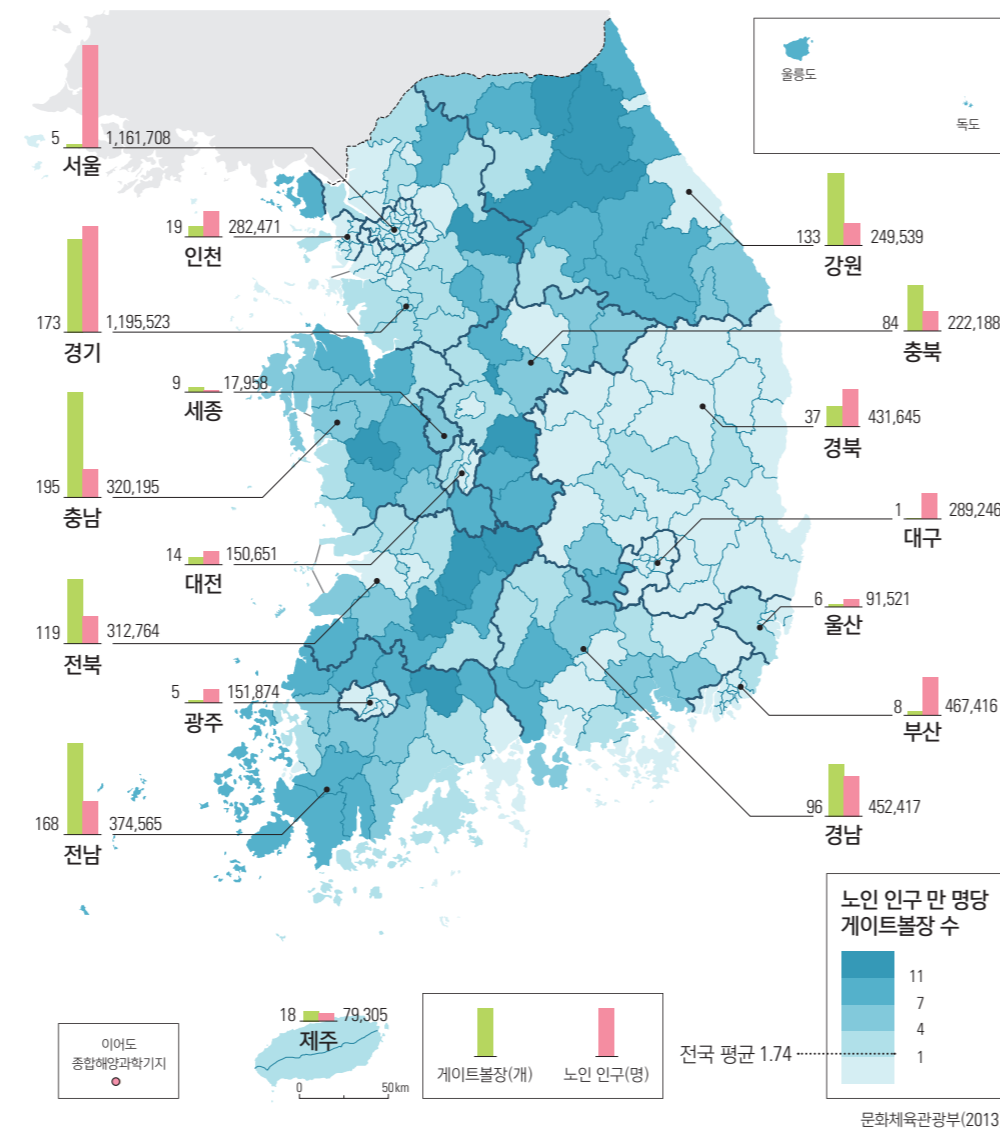 울릉도
독도
5 1,161,708
서울
19 282,471
인천
133 249,539
강원
173 1,195,523
경기
84 222,188
충북
9 17,958
세종
37 431,645
경북
195 320,195
충남
1 289,246
대구
14 150,651
대전
6 91,521
울산
119 312,764
전북
5 151,874
광주
8 467,416
부산
168 374,565
전남
96 452,417
경남
노인 인구 만 명당
게이트볼장 수
11
7
4
1
전국 평균 1.74
18 79,305
제주
0 50km
이어도
종합해양과학기지
게이트볼장(개) 노인 인구(명)
문화체육관광부(2013